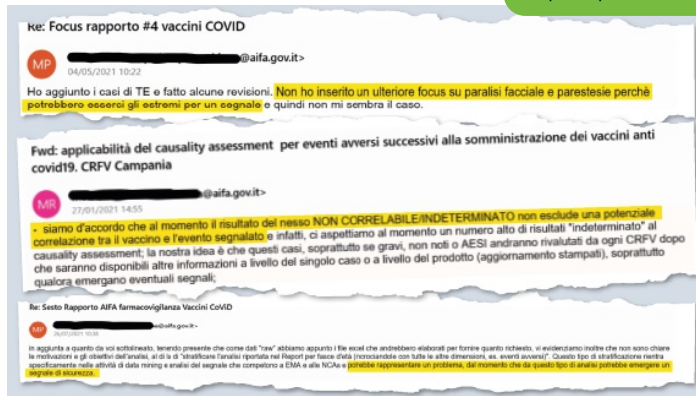 Re: Focus rapporto #4 vaccini COVID
MP
@aifa.gov.it>
04/05/2021 10:22
Ho aggiunto i casi di TE e fatto alcune revisioni. Non ho inserito un ulteriore focus su paralisi facciale e parestesie perchè
potrebbero esserci gli estremi per un segnale e quindi non mi sembra il caso.
Fwd: applicabilità del causality assessment per eventi avversi successivi alla somministrazione dei vaccini anti
covid19. CRFV Campania
MR
@aifa.gov.it>
27/01/2021 14:55
- siamo d'accordo che al momento il risultato del nesso NON CORRELABILE/INDETERMINATO non esclude una potenziale
correlazione tra il vaccino e l'evento segnalato e infatti, ci aspettiamo al momento un numero alto di risultati "indeterminato" al
causality assessment; la nostra idea è che questi casi, soprattutto se gravi, non noti o AESI andranno rivalutati da ogni CRFV dopo
che saranno disponibili altre informazioni a livello del singolo caso o a livello del prodotto (aggiornamento stampati), soprattutto
qualora emergano eventuali segnali;
Re: Sesto Rapporto AIFA farmacovigilanza Vaccini CoViD
MP
@aifa.gov.it>
in aggiunta a quanto da voi sottolineato, tenendo presente che come dati "raw" abbiamo appunto i file excel che andrebbero elaborati per fornire quanto richiesto, vi evidenziamo inoltre che non sono chiare
le motivazioni e gli obiettivi dell'analisi, al di là di "stratificare l'analisi riportata nel Report per fasce d'età (incrociandole con tutte le altre dimensioni, es. eventi avversi)". Questo tipo di stratificazione rientra
specificamente nelle attività di data mining e analisi del segnale che competono a EMA e alle NCAs e potrebbe rappresentare un problema, dal momento che da questo tipo di analisi potrebbe emergere un
segnale di sicurezza.